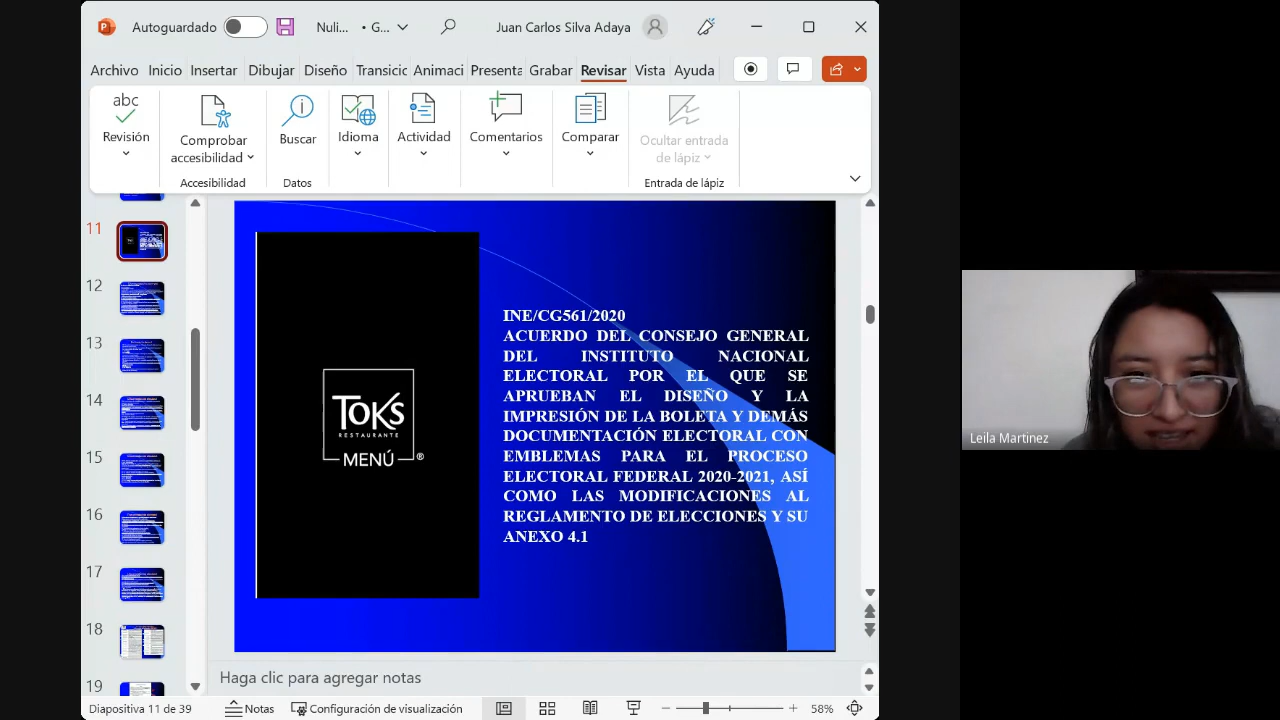 Autoguardado
Nuli... • G...
Juan Carlos Silva Adaya
Archivo Inicio Insertar Dibujar Diseño Transicic Animaci Presenta Grabar Revisar Vista Ayuda
abc
Revisión
Comprobar accesibilidad
Buscar
Idioma
Actividad
Comentarios
Comparar
Ocultar entrada de lápiz
Accesibilidad
Datos
Entrada de lápiz
11
12
13
14
15
16
17
18
19
TOKS
RESTAURANTE
MENÚ ®
INE/CG561/2020
ACUERDO DEL CONSEJO GENERAL
DEL INSTITUTO NACIONAL
ELECTORAL POR EL QUE SE
APRUEBAN EL DISEÑO Y LA
IMPRESIÓN DE LA BOLETA Y DEMÁS
DOCUMENTACIÓN ELECTORAL CON
EMBLEMAS PARA EL PROCESO
ELECTORAL FEDERAL 2020-2021, ASÍ
COMO LAS MODIFICACIONES AL
REGLAMENTO DE ELECCIONES Y SU
ANEXO 4.1
Leila Martinez
Haga clic para agregar notas
Diapositiva 11 de 39
Notas
Configuración de visualización
58%